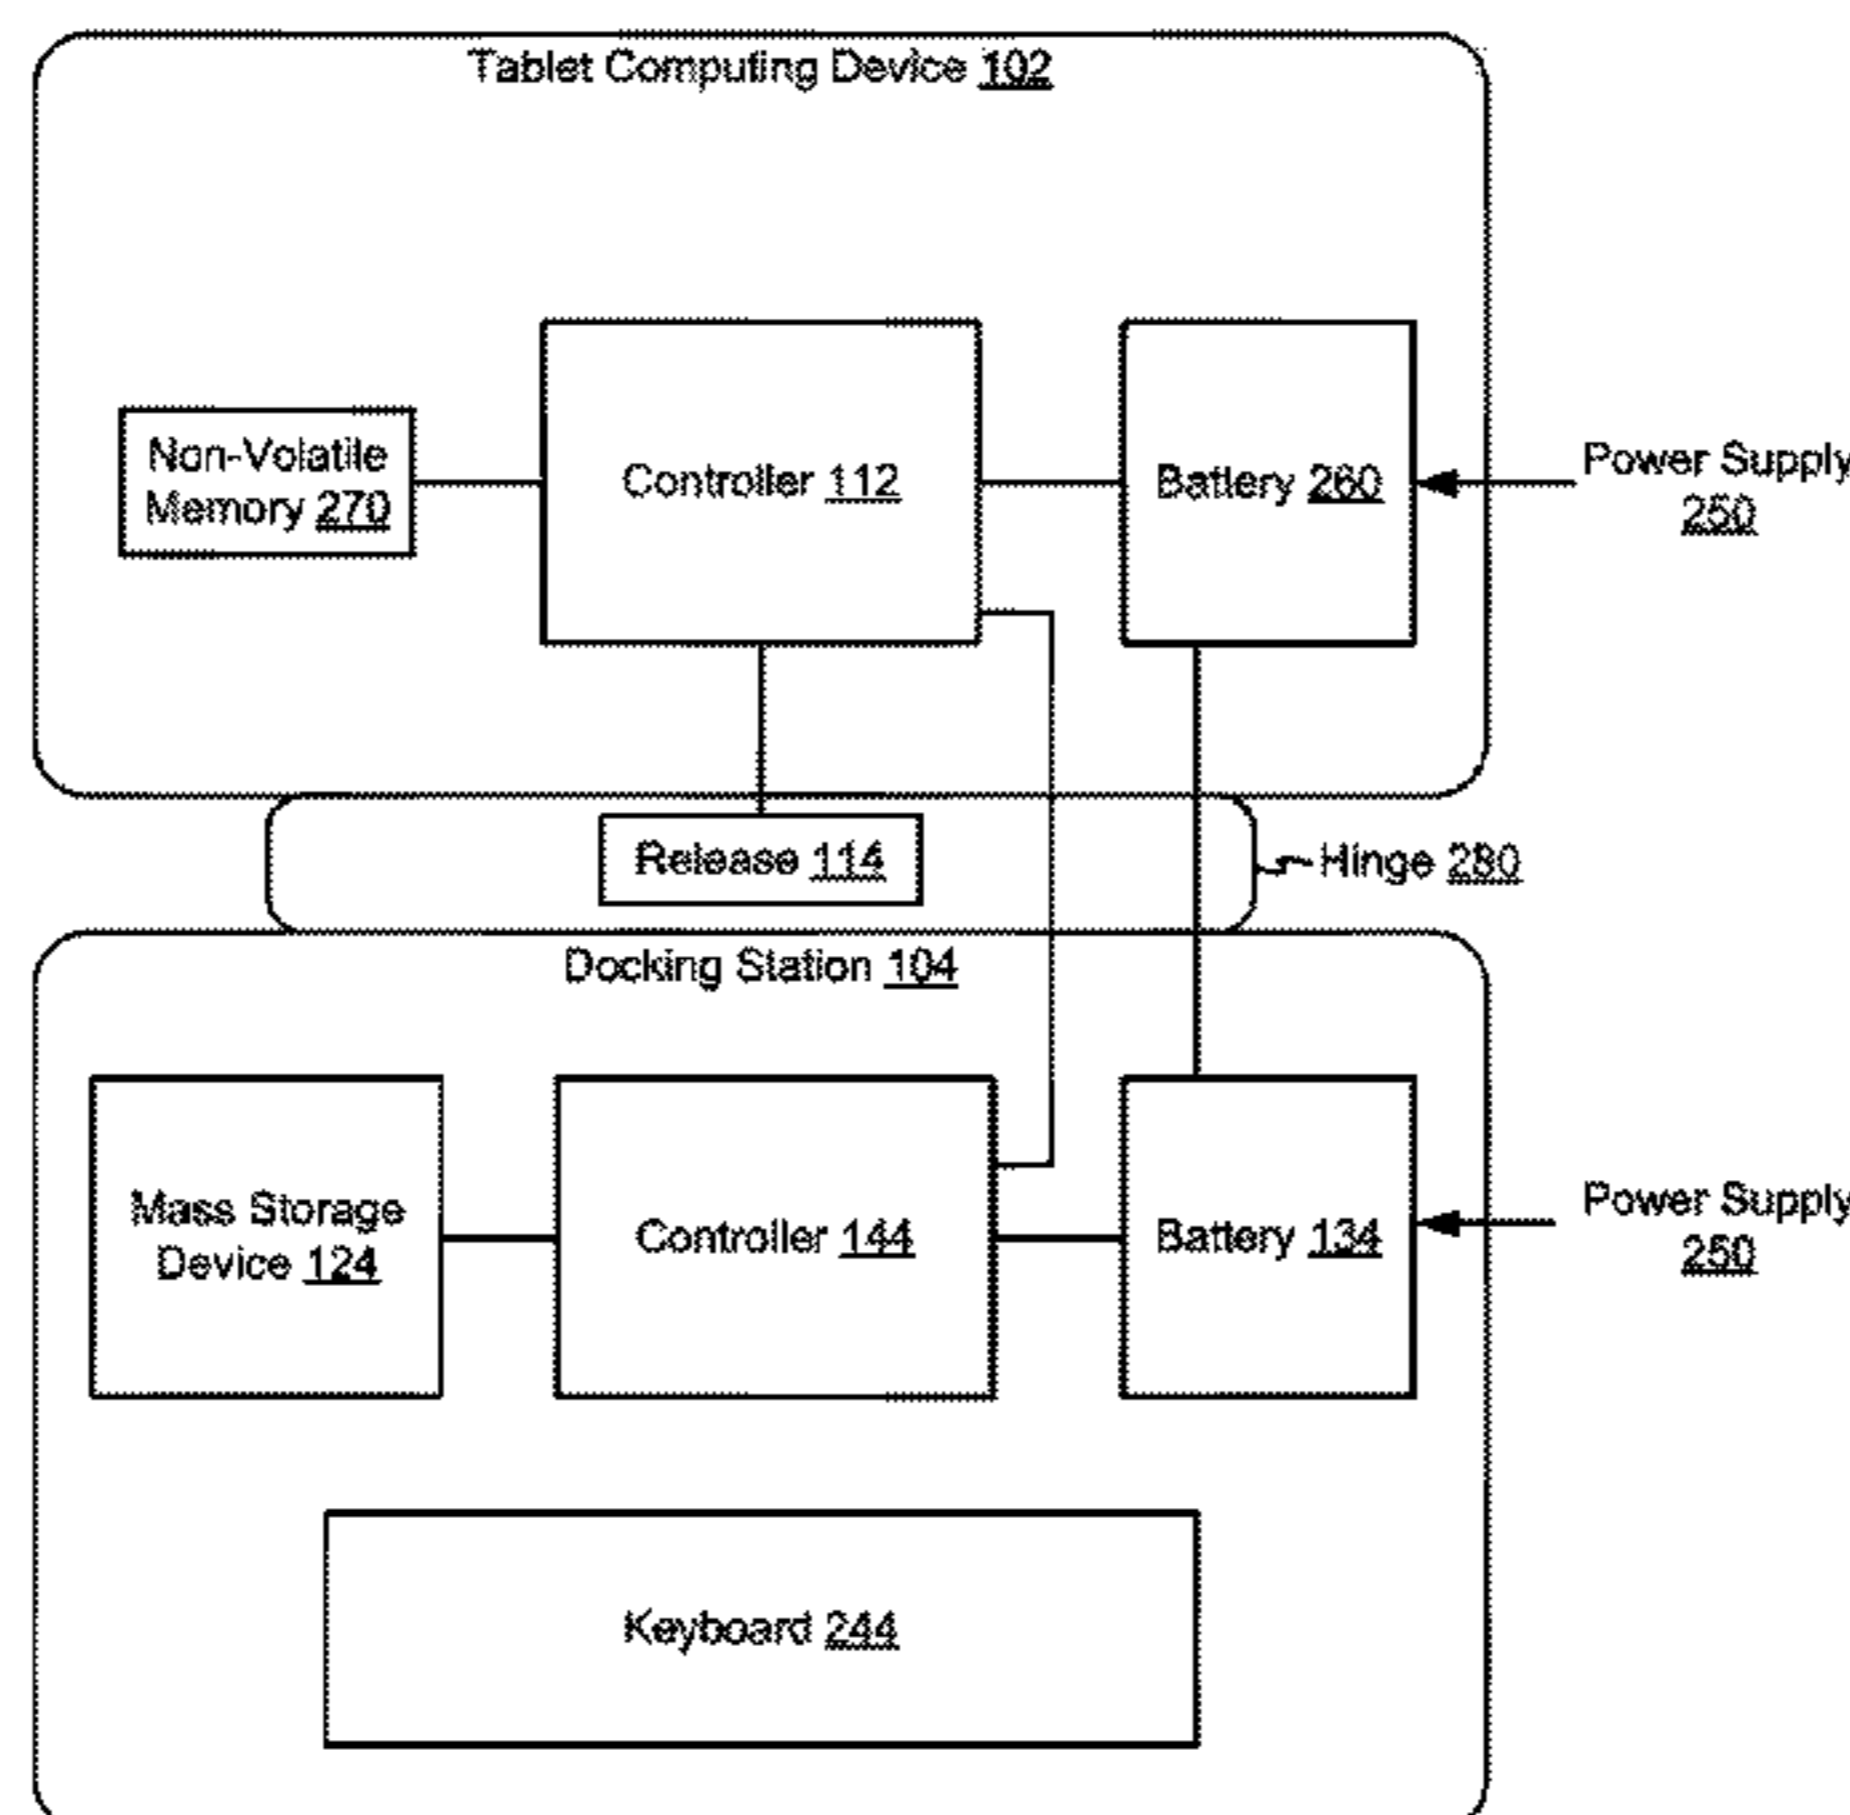 Tablet Computing Device 102
Non-Volatile
Memory 270
Controller 112
Battery 260
Power Supply
250
Release 114
Hinge 280
Docking Station 104
Mass Storage
Device 124
Controller 144
Battery 134
Power Supply
250
Keyboard 244